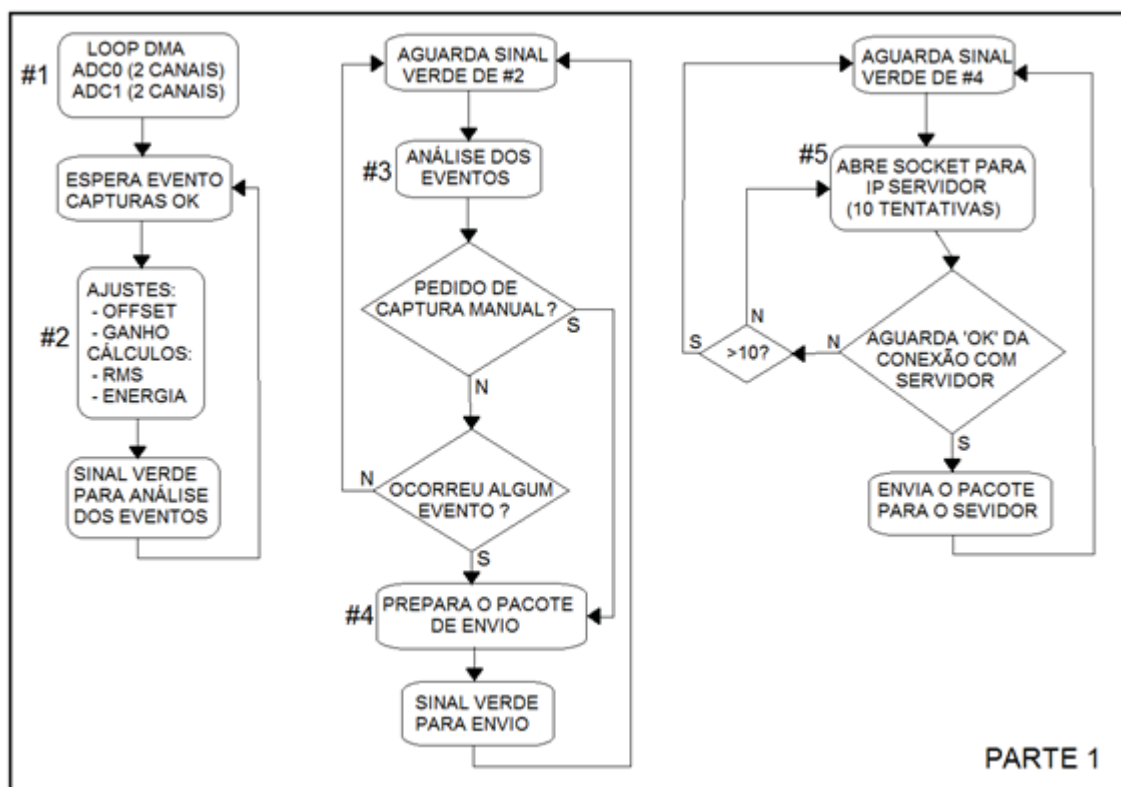 #1
LOOP DMA
ADC0 (2 CANAIS)
ADC1 (2 CANAIS)
ESPERA EVENTO
CAPTURAS OK
#2
AJUSTES:
- OFFSET
- GANHO
CÁLCULOS:
- RMS
- ENERGIA
SINAL VERDE
PARA ANÁLISE
DOS EVENTOS
AGUARDA SINAL
VERDE DE #2
#3
ANÁLISE DOS
EVENTOS
PEDIDO DE
CAPTURA MANUAL?
S
N
OCORREU ALGUM
EVENTO ?
N
S
#4
PREPARA O PACOTE
DE ENVIO
SINAL VERDE
PARA ENVIO
AGUARDA SINAL
VERDE DE #4
#5
ABRE SOCKET PARA
IP SERVIDOR
(10 TENTATIVAS)
AGUARDA 'OK' DA
CONEXÃO COM
SERVIDOR
N
>10?
N
S
S
ENVIA O PACOTE
PARA O SEVIDOR
PARTE 1